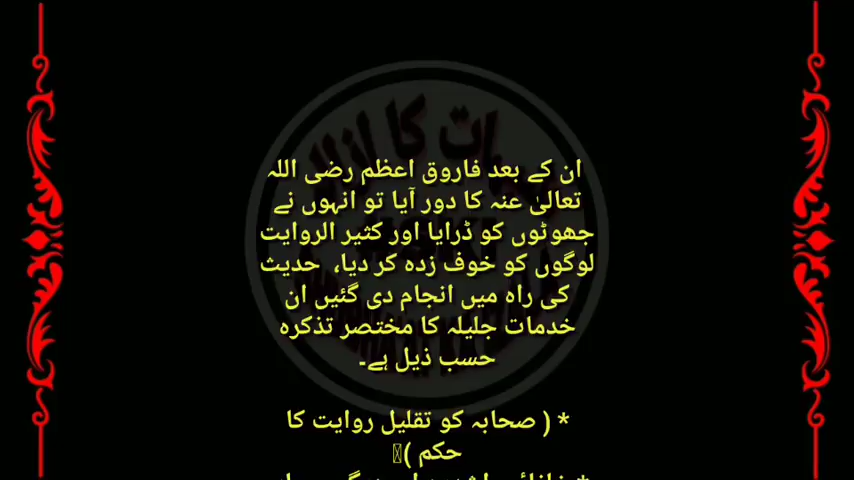 ان کے بعد فاروق اعظم رضی اللہ
تعالیٰ عنہ کا دور آیا تو انہوں نے
جھوٹوں کو ڈرایا اور کثیر الروایت
لوگوں کو خوف زدہ کر دیا، حدیث
کی راہ میں انجام دی گئیں ان
خدمات جلیلہ کا مختصر تذکرہ
حسب ذیل ہے۔
* ( صحابہ کو تقلیل روایت کا
حکم )